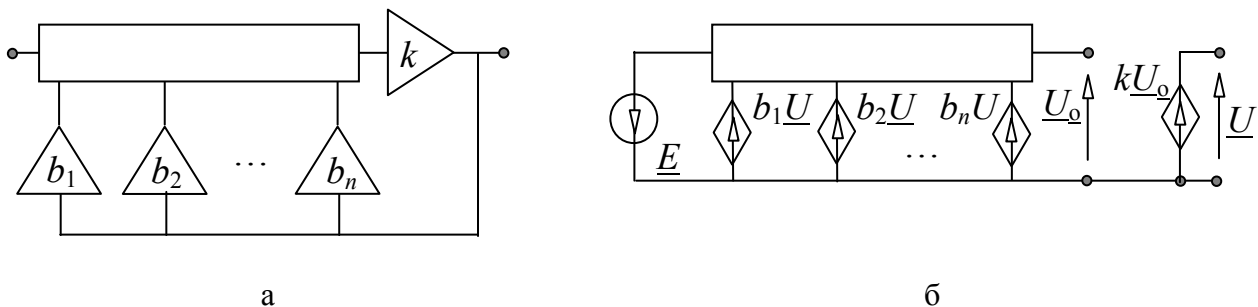 k
b₁ b₂ … bₙ
а
E b₁U b₂U … bₙU Uₒ kUₒ U
б